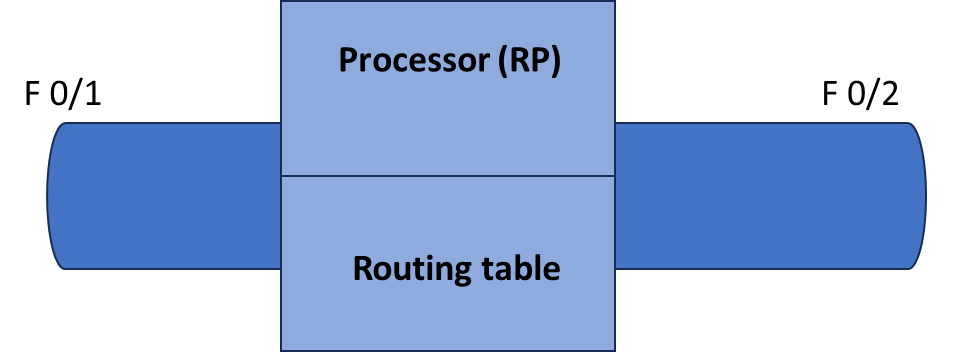 Processor (RP)
F 0/1
F 0/2
Routing table